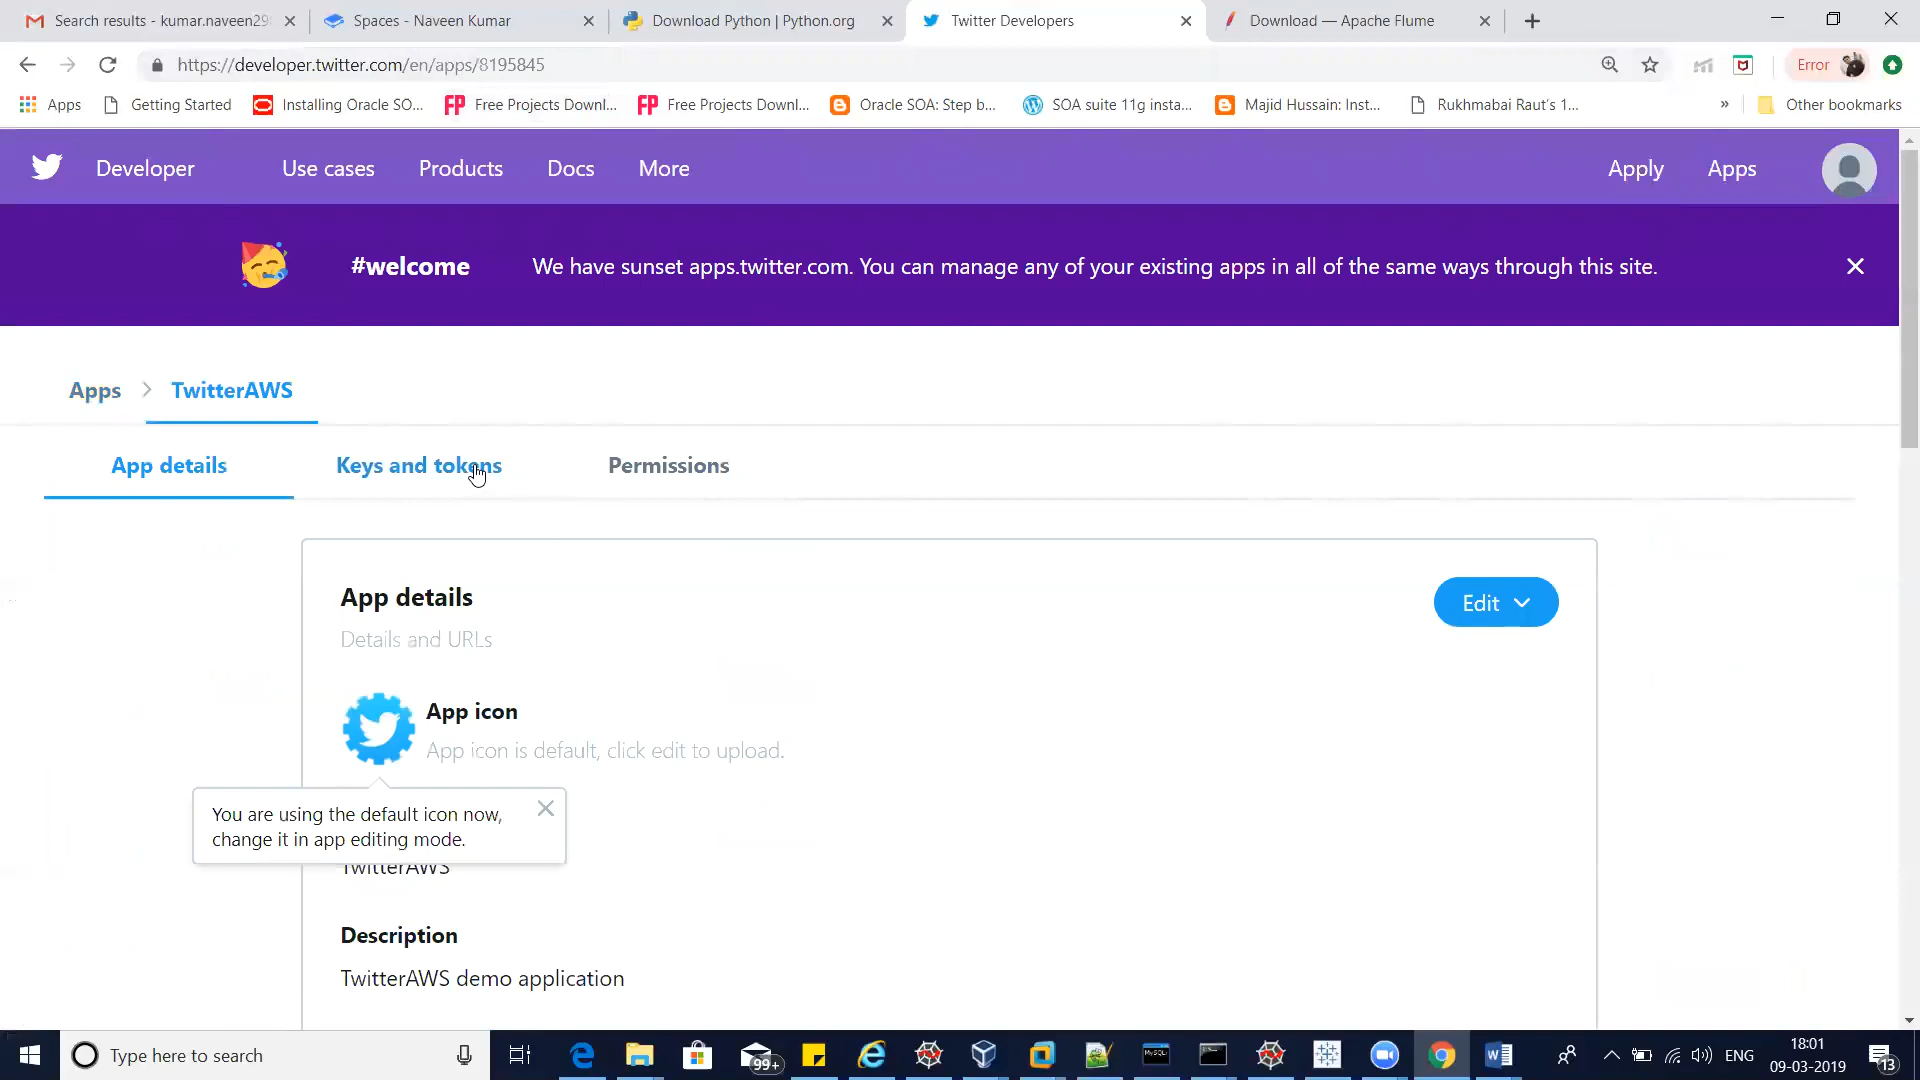 Search results - kumar.naveen29
Spaces - Naveen Kumar
Download Python | Python.org
Twitter Developers
Download — Apache Flume
https://developer.twitter.com/en/apps/8195845
Error
Apps
Getting Started
Installing Oracle SO...
Free Projects Downl...
Free Projects Downl...
Oracle SOA: Step b...
SOA suite 11g insta...
Majid Hussain: Inst...
Rukhmabai Raut's 1...
»
Other bookmarks
Developer
Use cases
Products
Docs
More
Apply
Apps
#welcome
We have sunset apps.twitter.com. You can manage any of your existing apps in all of the same ways through this site.
Apps
TwitterAWS
App details
Keys and tokens
Permissions
App details
Edit
Details and URLs
App icon
App icon is default, click edit to upload.
You are using the default icon now,
change it in app editing mode.
TwitterAWS
Description
TwitterAWS demo application
Type here to search
99+
MySQL
ENG
18:01
09-03-2019
13